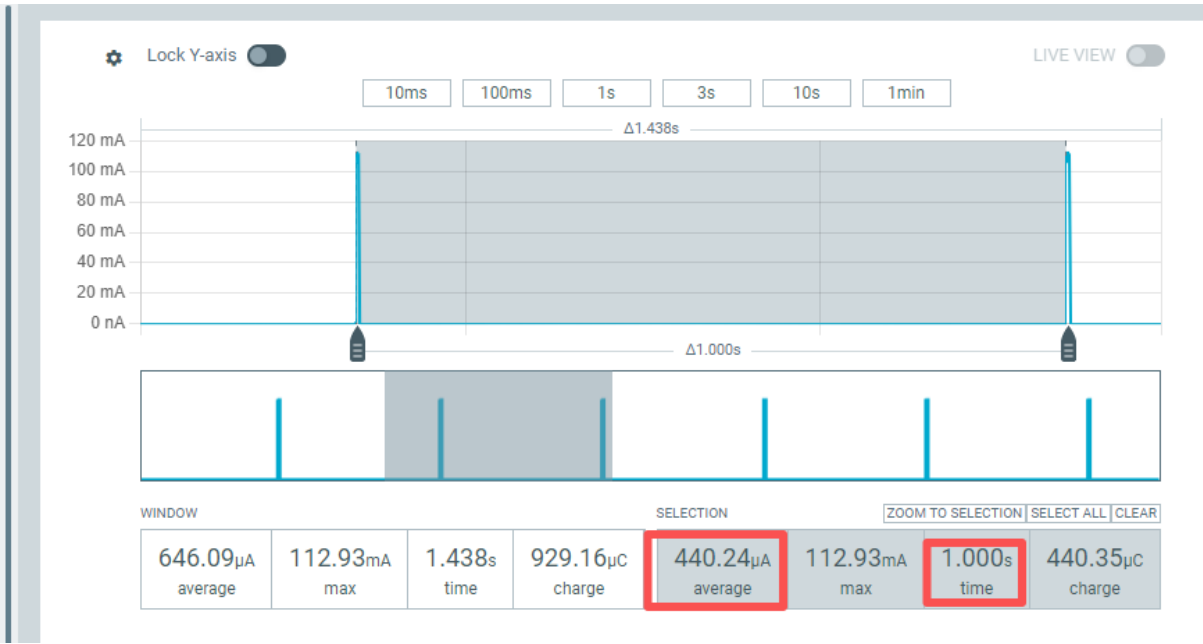 Lock Y-axis LIVE VIEW
10ms 100ms 1s 3s 10s 1min
Δ1.438s
120 mA
100 mA
80 mA
60 mA
40 mA
20 mA
0 nA
Δ1.000s
WINDOW SELECTION ZOOM TO SELECTION SELECT ALL CLEAR
646.09μA 112.93mA 1.438s 929.16μC 440.24μA 112.93mA 1.000s 440.35μC
average max time charge average max time charge